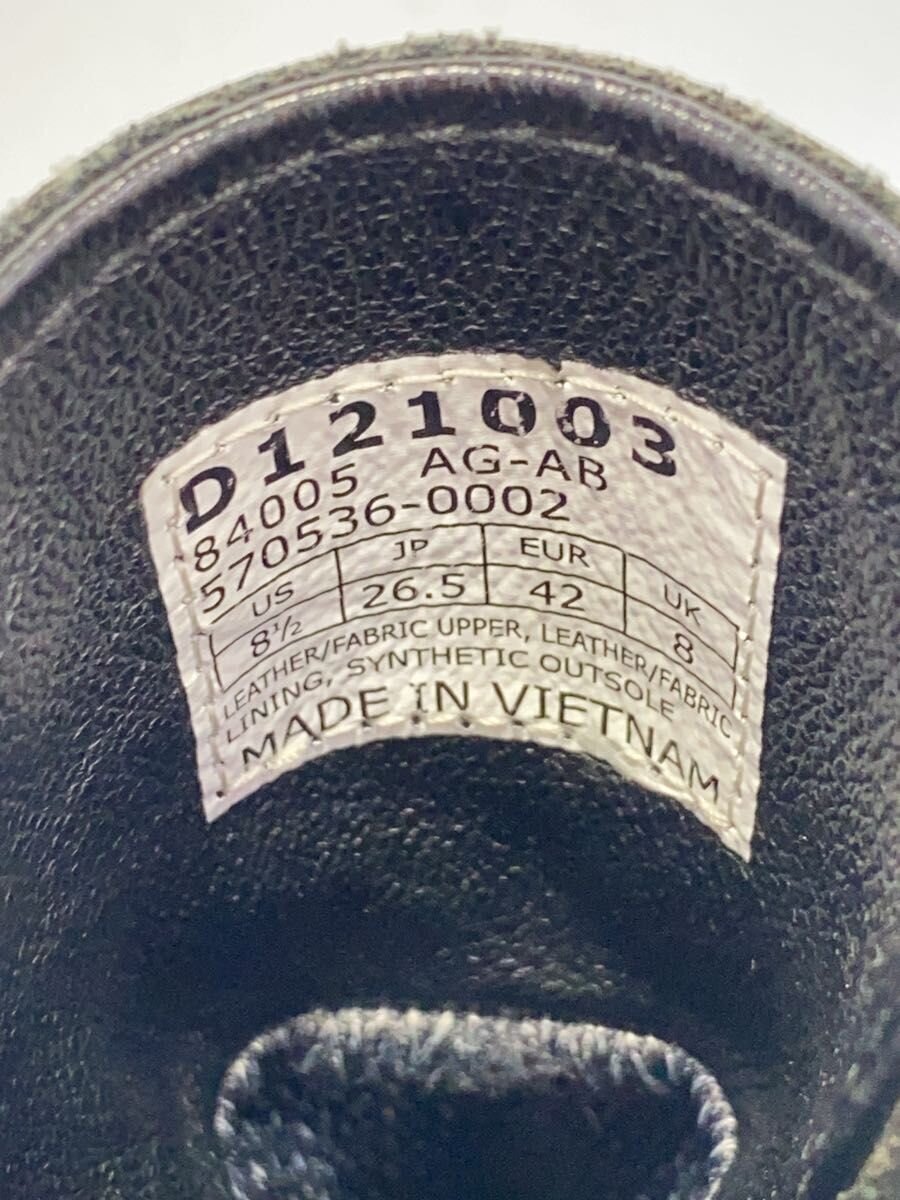 D121003
84005 AG-AB
570536-0002
US JP EUR UK
8½ 26.5 42 8
LEATHER/FABRIC UPPER, LEATHER/FABRIC
LINING, SYNTHETIC OUTSOLE
MADE IN VIETNAM